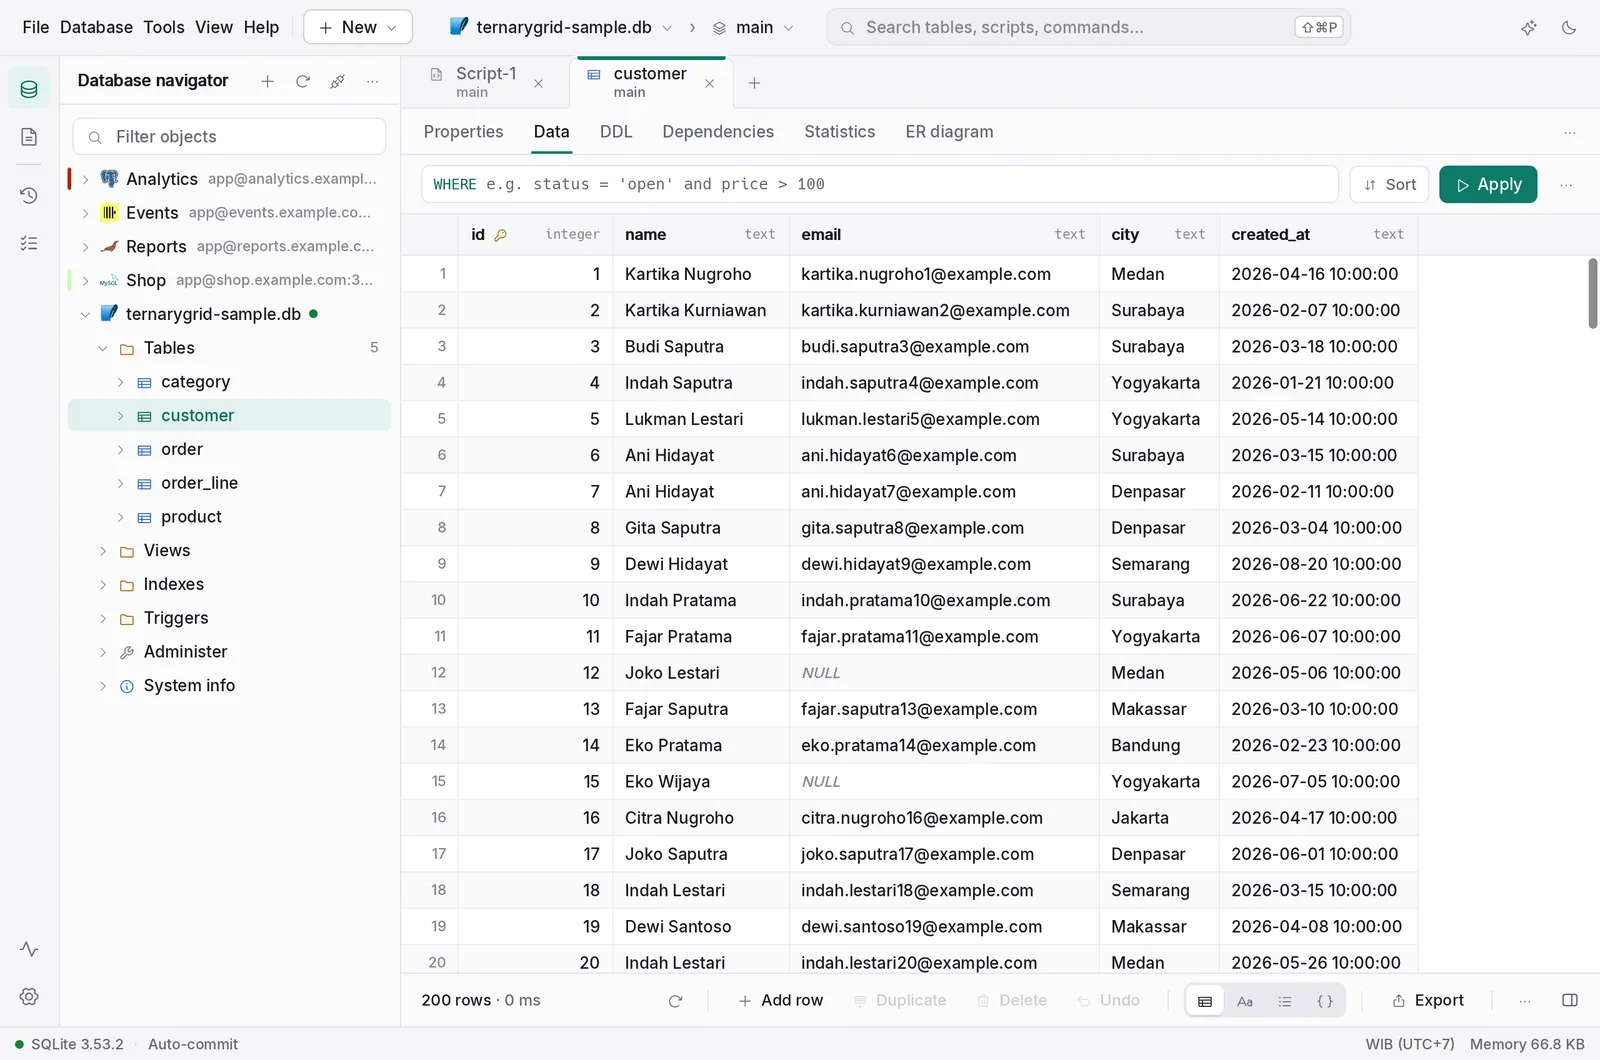 File Database Tools View Help + New ternarygrid-sample.db › main Search tables, scripts, commands... ⇧⌘P
Database navigator
Filter objects
Analytics app@analytics.exampl...
Events app@events.example.co...
Reports app@reports.example.c...
MySQL Shop app@shop.example.com:3...
ternarygrid-sample.db
Tables 5
category
customer
order
order_line
product
Views
Indexes
Triggers
Administer
System info
Script-1
main
customer
main
Properties Data DDL Dependencies Statistics ER diagram
WHERE e.g. status = 'open' and price > 100 Sort Apply
id integer name text email text city text created_at text
1 1 Kartika Nugroho kartika.nugroho1@example.com Medan 2026-04-16 10:00:00
2 2 Kartika Kurniawan kartika.kurniawan2@example.com Surabaya 2026-02-07 10:00:00
3 3 Budi Saputra budi.saputra3@example.com Surabaya 2026-03-18 10:00:00
4 4 Indah Saputra indah.saputra4@example.com Yogyakarta 2026-01-21 10:00:00
5 5 Lukman Lestari lukman.lestari5@example.com Yogyakarta 2026-05-14 10:00:00
6 6 Ani Hidayat ani.hidayat6@example.com Surabaya 2026-03-15 10:00:00
7 7 Ani Hidayat ani.hidayat7@example.com Denpasar 2026-02-11 10:00:00
8 8 Gita Saputra gita.saputra8@example.com Denpasar 2026-03-04 10:00:00
9 9 Dewi Hidayat dewi.hidayat9@example.com Semarang 2026-08-20 10:00:00
10 10 Indah Pratama indah.pratama10@example.com Surabaya 2026-06-22 10:00:00
11 11 Fajar Pratama fajar.pratama11@example.com Yogyakarta 2026-06-07 10:00:00
12 12 Joko Lestari NULL Medan 2026-05-06 10:00:00
13 13 Fajar Saputra fajar.saputra13@example.com Makassar 2026-03-10 10:00:00
14 14 Eko Pratama eko.pratama14@example.com Bandung 2026-02-23 10:00:00
15 15 Eko Wijaya NULL Yogyakarta 2026-07-05 10:00:00
16 16 Citra Nugroho citra.nugroho16@example.com Jakarta 2026-04-17 10:00:00
17 17 Joko Saputra joko.saputra17@example.com Denpasar 2026-06-01 10:00:00
18 18 Indah Lestari indah.lestari18@example.com Semarang 2026-03-15 10:00:00
19 19 Dewi Santoso dewi.santoso19@example.com Makassar 2026-04-08 10:00:00
20 20 Indah Lestari indah.lestari20@example.com Medan 2026-05-26 10:00:00
200 rows · 0 ms + Add row Duplicate Delete Undo Aa { } Export ...
SQLite 3.53.2 · Auto-commit WIB (UTC+7) Memory 66.8 KB